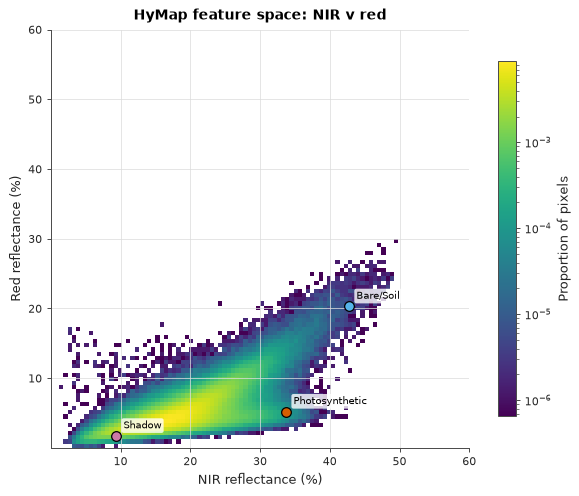 HyMap feature space: NIR v red
60
50
40
30
20
10
Red reflectance (%)
Bare/Soil
Photosynthetic
Shadow
10
20
30
40
50
60
NIR reflectance (%)
10⁻³
10⁻⁴
10⁻⁵
10⁻⁶
Proportion of pixels